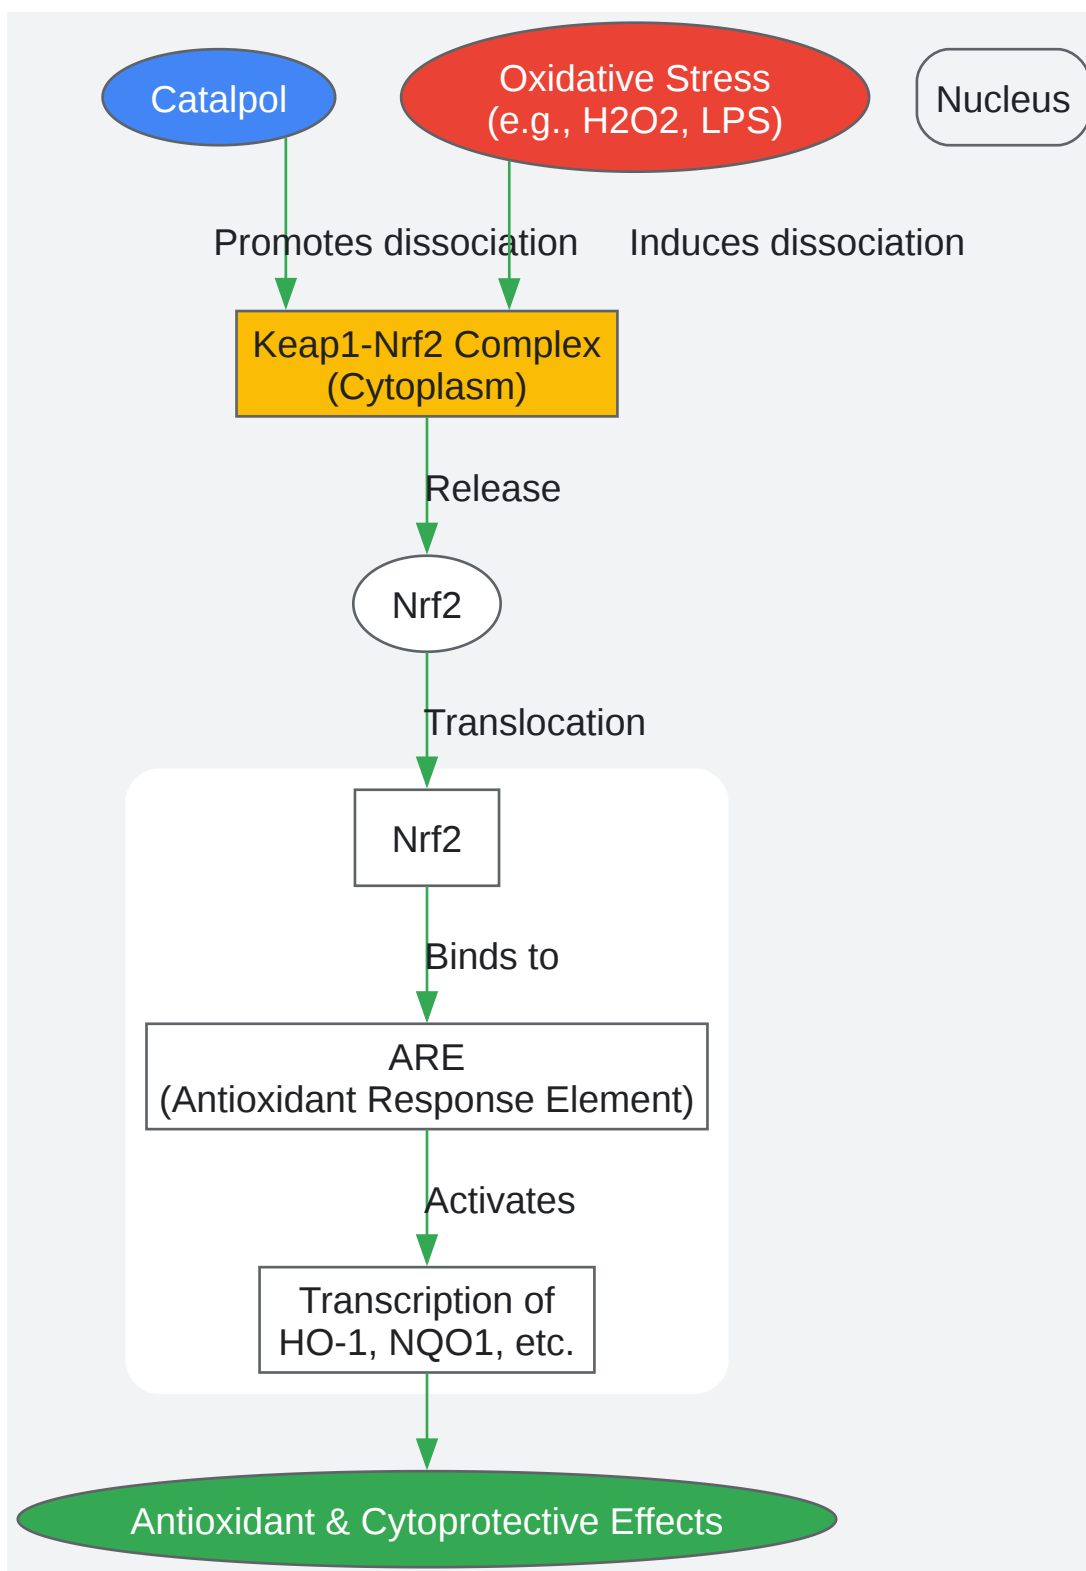 Catalpol
Oxidative Stress
(e.g., H2O2, LPS)
Nucleus
Promotes dissociation
Induces dissociation
Keap1-Nrf2 Complex
(Cytoplasm)
Release
Nrf2
Translocation
Nrf2
Binds to
ARE
(Antioxidant Response Element)
Activates
Transcription of
HO-1, NQO1, etc.
Antioxidant & Cytoprotective Effects